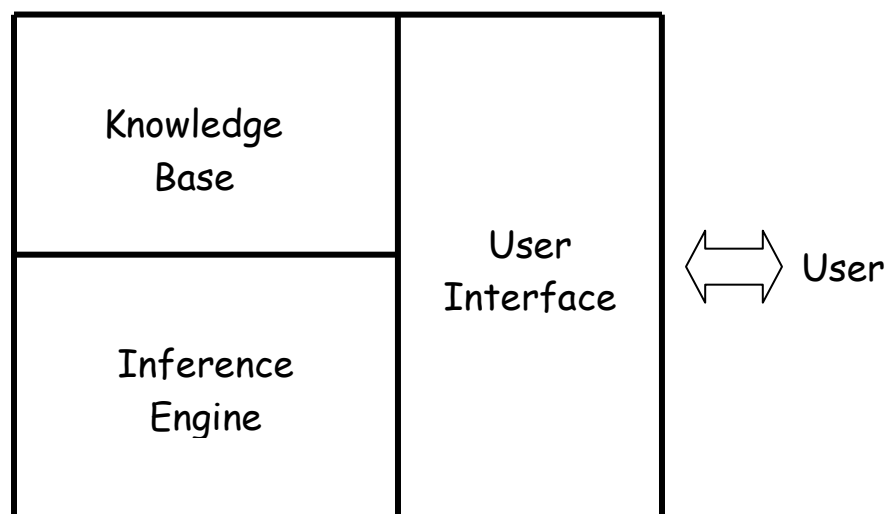 Knowledge
Base
User
Interface
User
Inference
Engine